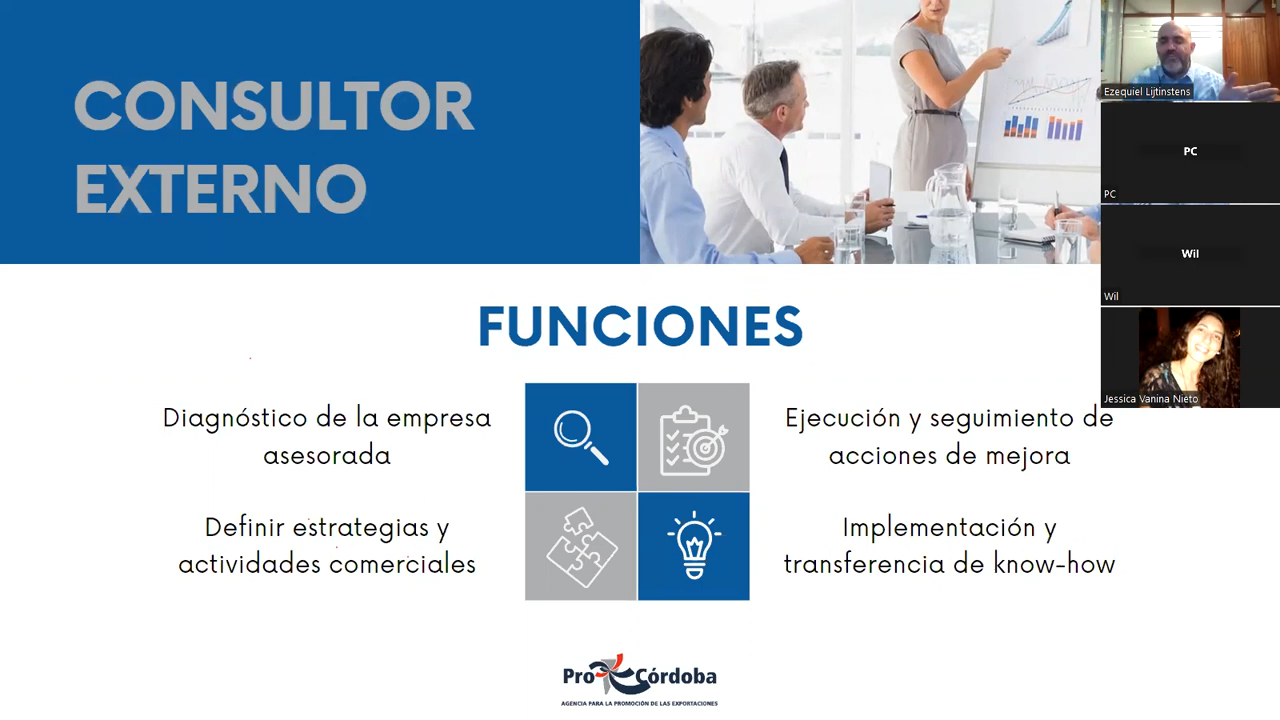 CONSULTOR
EXTERNO
Ezequiel Lijtinstens
PC
PC
Wil
Wil
Jessica Vanina Nieto
FUNCIONES
Diagnóstico de la empresa
asesorada
Ejecución y seguimiento de
acciones de mejora
Definir estrategias y
actividades comerciales
Implementación y
transferencia de know-how
Pro Córdoba
AGENCIA PARA LA PROMOCIÓN DE LAS EXPORTACIONES